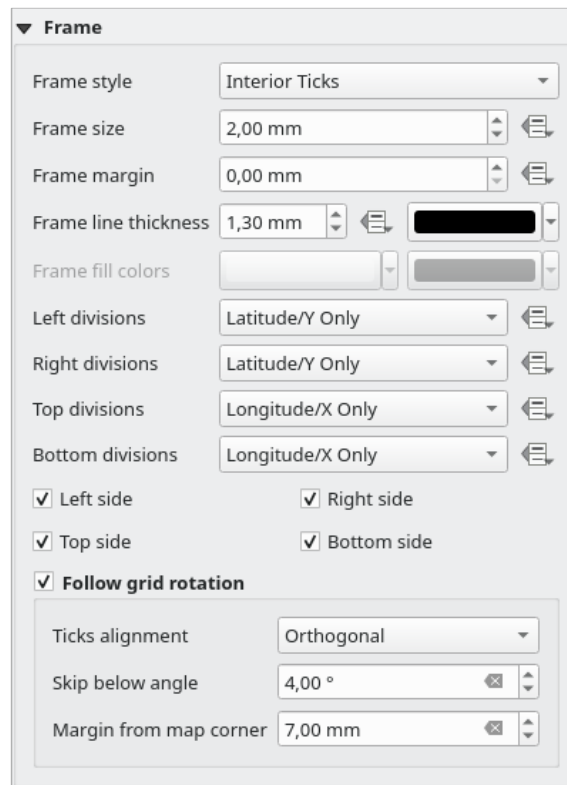 Frame
Frame style Interior Ticks
Frame size 2,00 mm
Frame margin 0,00 mm
Frame line thickness 1,30 mm
Frame fill colors
Left divisions Latitude/Y Only
Right divisions Latitude/Y Only
Top divisions Longitude/X Only
Bottom divisions Longitude/X Only
Left side Right side
Top side Bottom side
Follow grid rotation
Ticks alignment Orthogonal
Skip below angle 4,00 °
Margin from map corner 7,00 mm